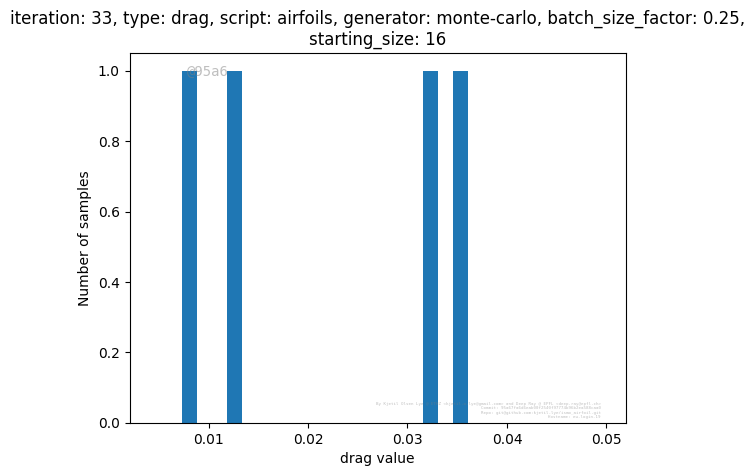 iteration: 33, type: drag, script: airfoils, generator: monte-carlo, batch_size_factor: 0.25,
starting_size: 16
@95a6
1.0
0.8
0.6
0.4
0.2
0.0
Number of samples
0.01
0.02
0.03
0.04
0.05
drag value